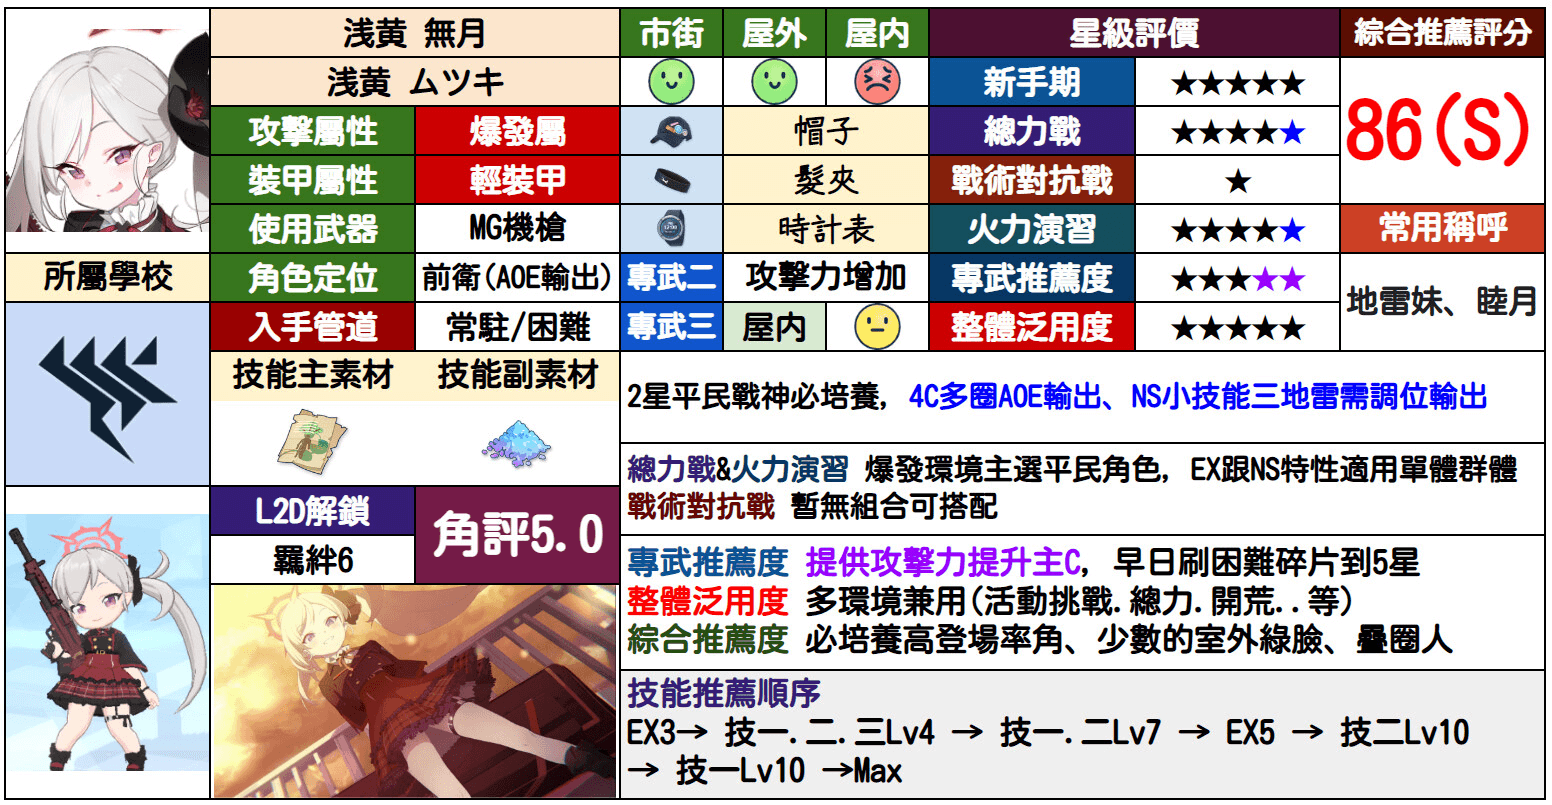 浅黄 無月
市街 屋外 屋内
星級評價
綜合推薦評分
浅黄 ムツキ
新手期 ★★★★★
86(S)
攻擊屬性 爆發屬
帽子
總力戰 ★★★★★
裝甲屬性 輕裝甲
髮夾
戰術對抗戰 ★
使用武器 MG機槍
時計表
火力演習 ★★★★★
常用稱呼
所屬學校
角色定位 前衛(AOE輸出)
專武二 攻擊力增加
專武推薦度 ★★★★★
地雷妹、睦月
入手管道 常駐/困難
專武三 屋内
整體泛用度 ★★★★★
技能主素材 技能副素材
2星平民戰神必培養, 4C多圈AOE輸出、NS小技能三地雷需調位輸出
總力戰&火力演習 爆發環境主選平民角色, EX跟NS特性適用單體群體
戰術對抗戰 暫無組合可搭配
L2D解鎖
角評5.0
羈絆6
專武推薦度 提供攻擊力提升主C, 早日刷困難碎片到5星
整體泛用度 多環境兼用(活動挑戰.總力.開荒..等)
綜合推薦度 必培養高登場率角、少數的室外綠臉、疊圈人
技能推薦順序
EX3→ 技一.二.三Lv4 → 技一.二Lv7 → EX5 → 技二Lv10
→ 技一Lv10 →Max